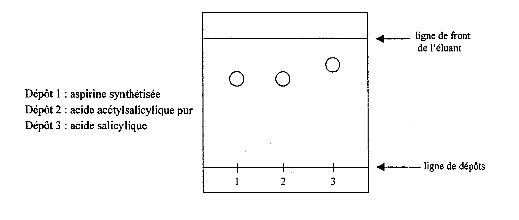 ligne de front
de l'éluant
Dépôt 1 : aspirine synthétisée
Dépôt 2 : acide acétylsalicylique pur
Dépôt 3 : acide salicylique
ligne de dépôts
1 2 3